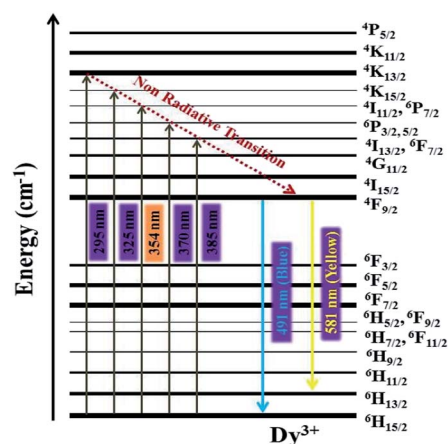 Energy (cm⁻¹)
Non Radiative Transition
⁴P₅/₂
⁴K₁₁/₂
⁴K₁₃/₂
⁴K₁₅/₂
⁴I₁₁/₂, ⁶P₇/₂
⁶P₃/₂, ₅/₂
⁴I₁₃/₂, ⁶F₇/₂
⁴G₁₁/₂
⁴I₁₅/₂
⁴F₉/₂
295 nm
325 nm
354 nm
370 nm
385 nm
491 nm (Blue)
581 nm (Yellow)
⁶F₃/₂
⁶F₅/₂
⁶F₇/₂
⁶H₅/₂, ⁶F₉/₂
⁶H₇/₂, ⁶F₁₁/₂
⁶H₉/₂
⁶H₁₁/₂
⁶H₁₃/₂
⁶H₁₅/₂
Dy³⁺